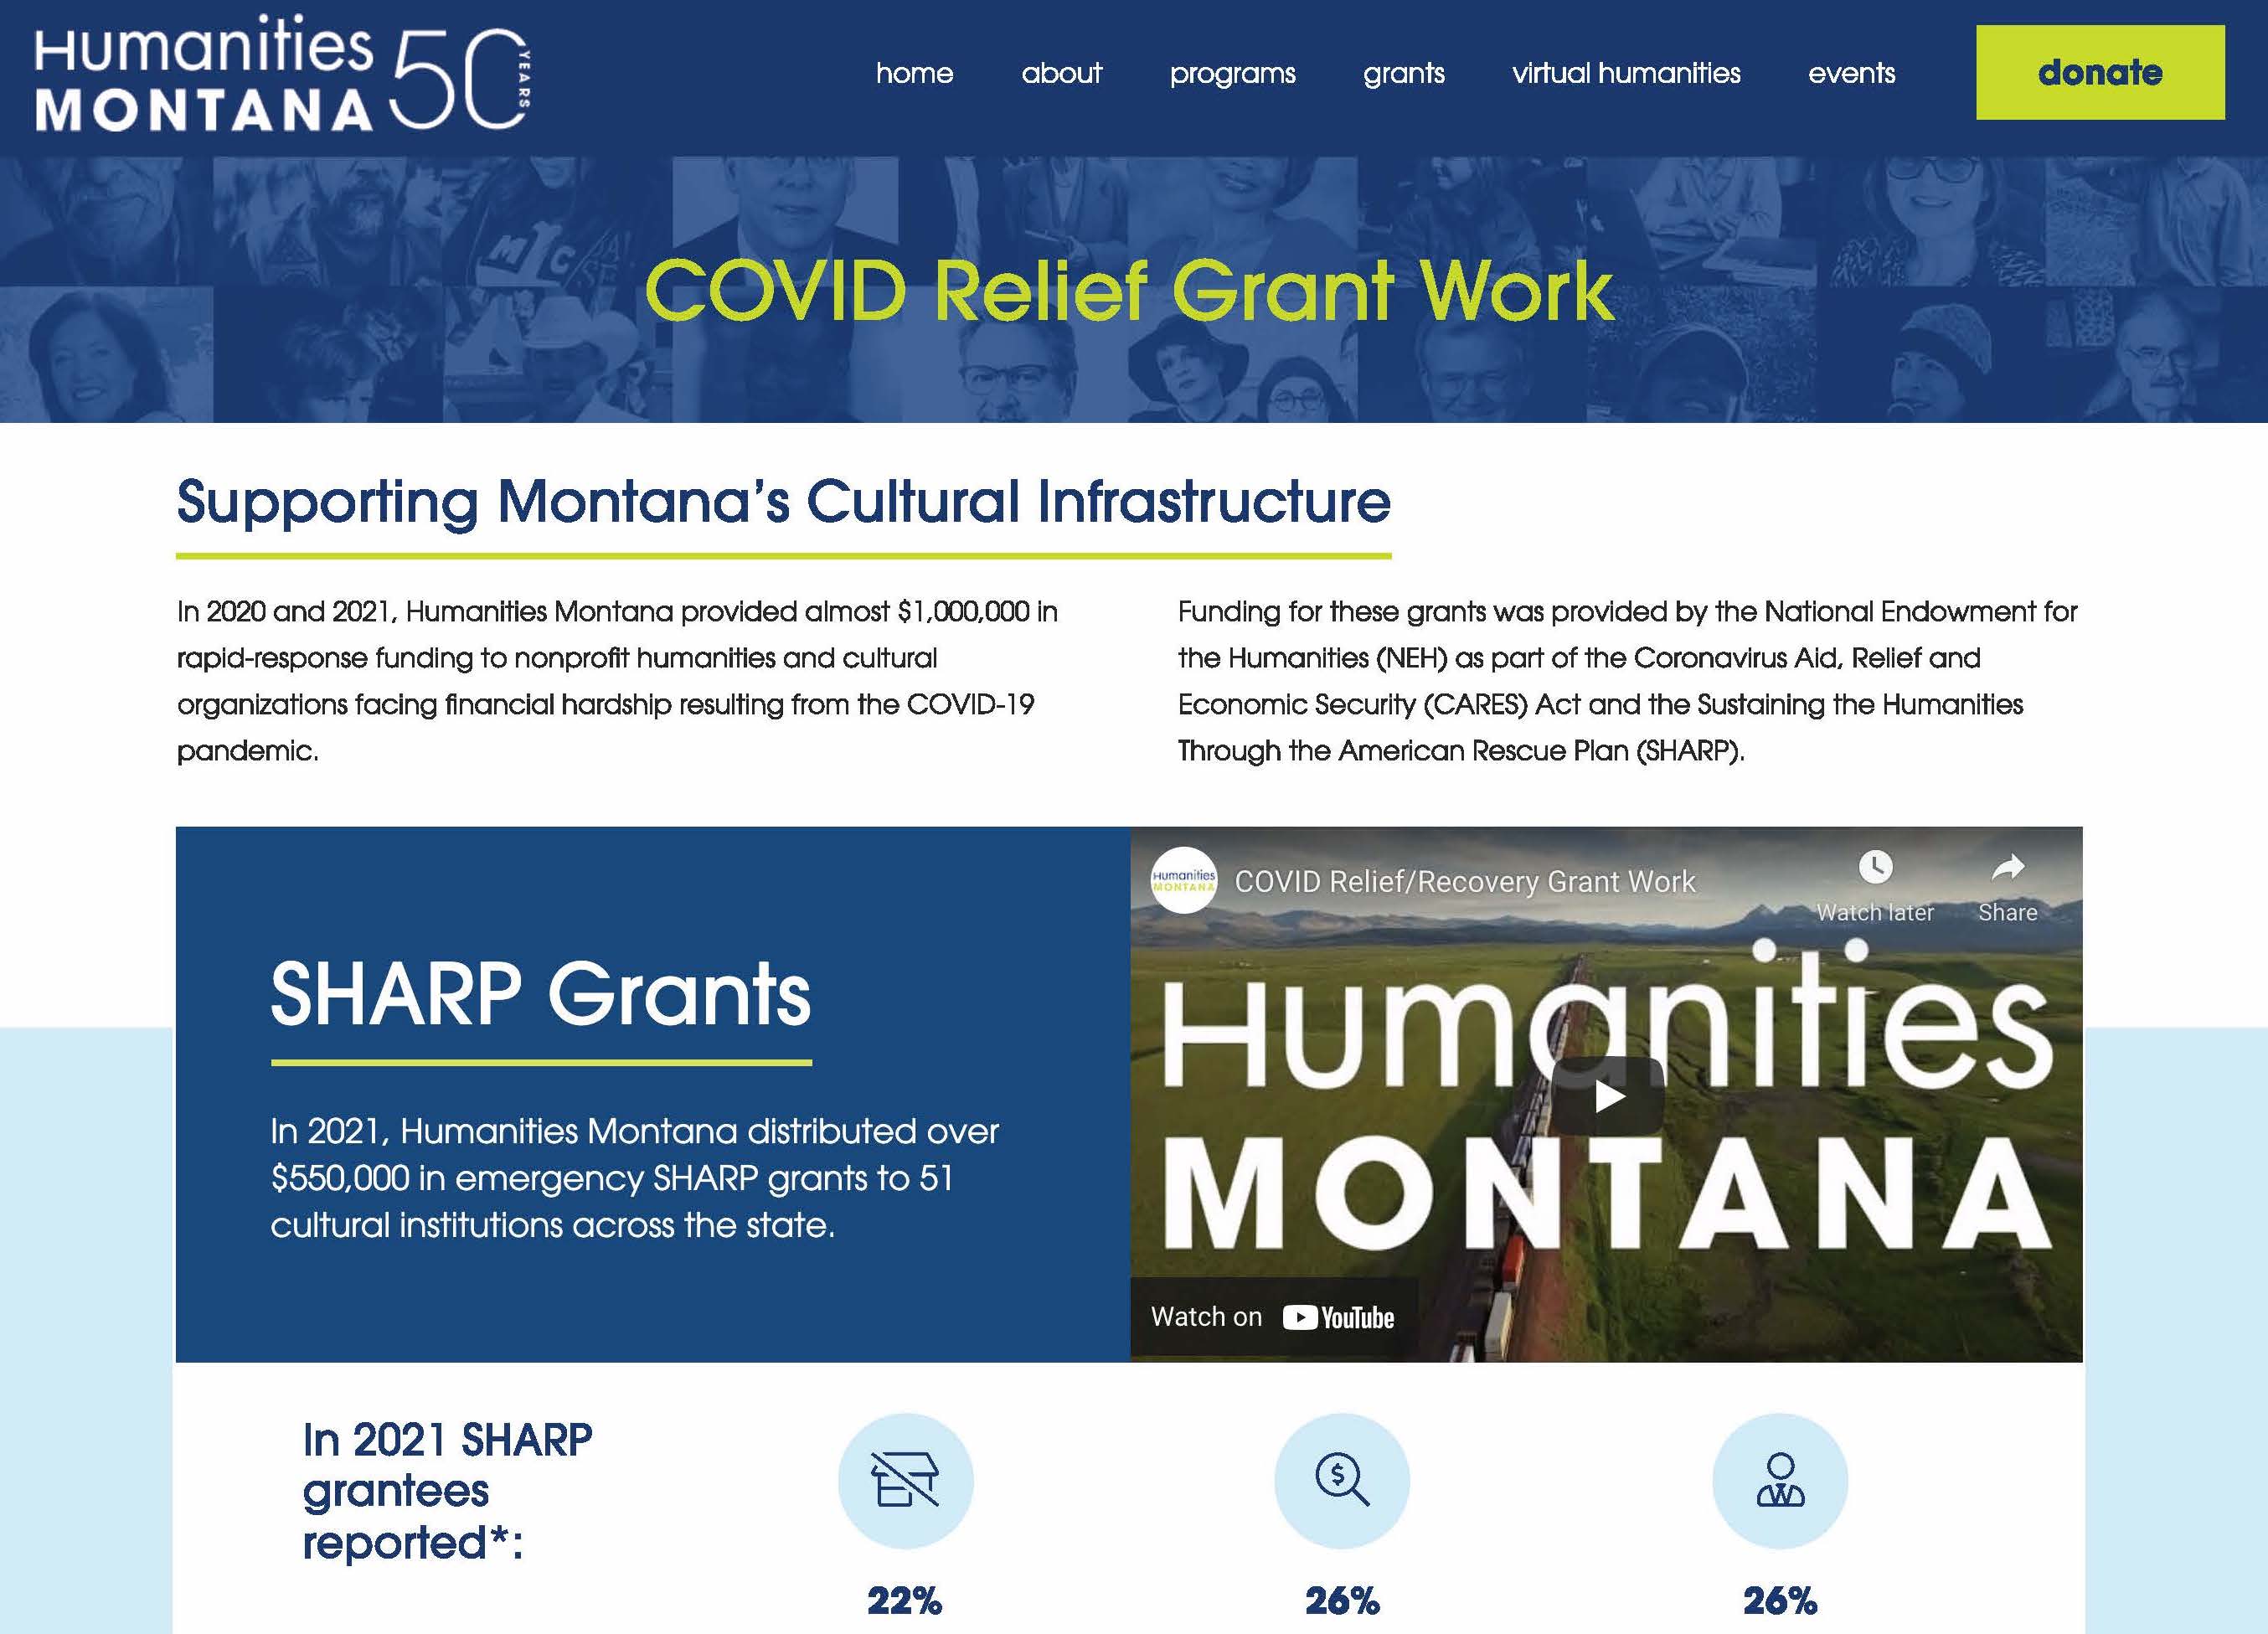 Humanities
MONTANA
50
YEARS
home about programs grants virtual humanities events donate
COVID Relief Grant Work
Supporting Montana's Cultural Infrastructure
In 2020 and 2021, Humanities Montana provided almost $1,000,000 in
rapid-response funding to nonprofit humanities and cultural
organizations facing financial hardship resulting from the COVID-19
pandemic.
Funding for these grants was provided by the National Endowment for
the Humanities (NEH) as part of the Coronavirus Aid, Relief and
Economic Security (CARES) Act and the Sustaining the Humanities
Through the American Rescue Plan (SHARP).
SHARP Grants
In 2021, Humanities Montana distributed over
$550,000 in emergency SHARP grants to 51
cultural institutions across the state.
Humanities
MONTANA
COVID Relief/Recovery Grant Work
Watch later
Share
Humanities
MONTANA
Watch on YouTube
In 2021 SHARP
grantees
reported*:
$
22%
26%
26%